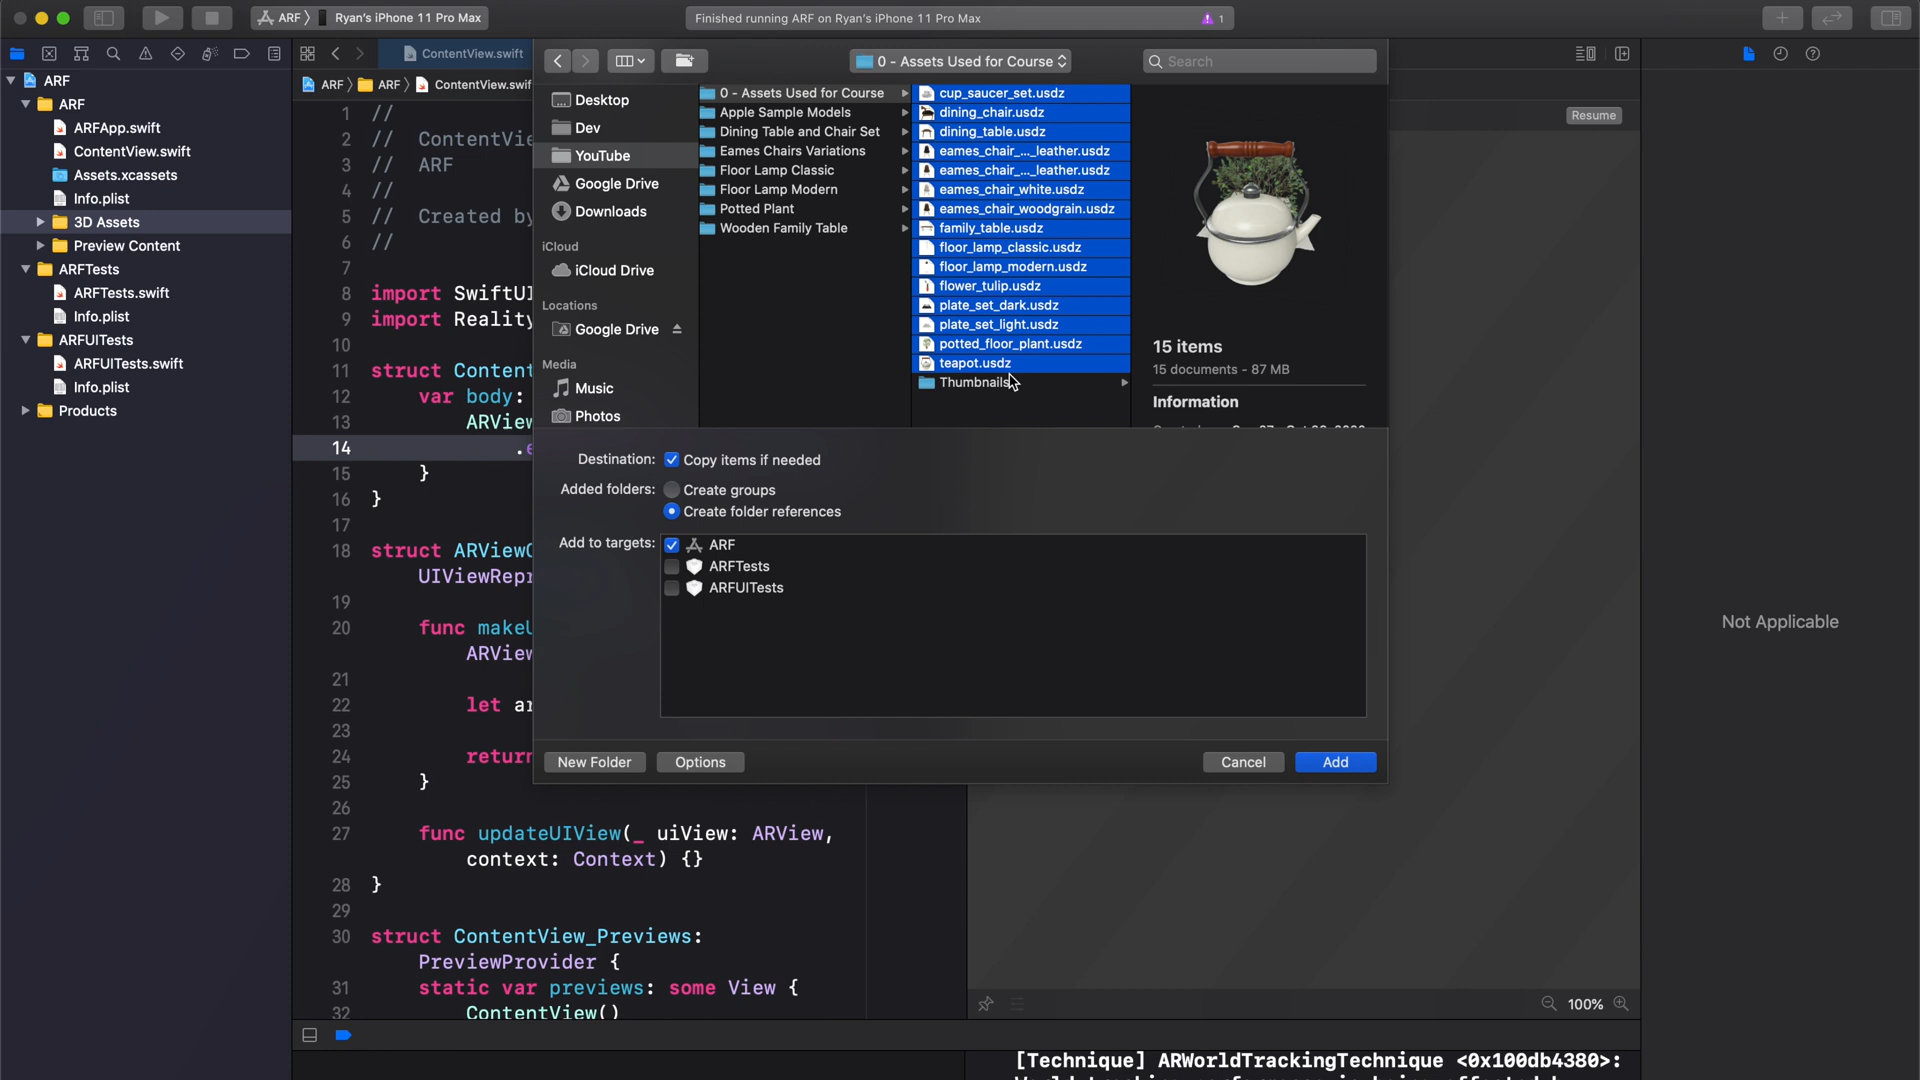 ARF
Ryan's iPhone 11 Pro Max
Finished running ARF on Ryan's iPhone 11 Pro Max
1
ContentView.swift
0 - Assets Used for Course
Search
ARF
ARF
ContentView.swif
Resume
ARF
ARF
ARFApp.swift
ContentView.swift
Assets.xcassets
Info.plist
3D Assets
Preview Content
ARFTests
ARFTests.swift
Info.plist
ARFUITests
ARFUITests.swift
Info.plist
Products
1 //
2 // ContentVie
3 // ARF
4 //
5 // Created by
6 //
7
8 import SwiftUI
9 import Reality
10
11 struct Content
12 var body:
13 ARView
14 .e
15 }
16 }
17
18 struct ARViewC
UIViewRepr
19
20 func makeU
ARView
21
22 let ar
23
24 return
25 }
26
27 func updateUIView(_ uiView: ARView,
context: Context) {}
28 }
29
30 struct ContentView_Previews:
PreviewProvider {
31 static var previews: some View {
32 ContentView()
Desktop
Dev
YouTube
Google Drive
Downloads
iCloud
iCloud Drive
Locations
Google Drive
Media
Music
Photos
0 - Assets Used for Course
Apple Sample Models
Dining Table and Chair Set
Eames Chairs Variations
Floor Lamp Classic
Floor Lamp Modern
Potted Plant
Wooden Family Table
cup_saucer_set.usdz
dining_chair.usdz
dining_table.usdz
eames_chair_..._leather.usdz
eames_chair_..._leather.usdz
eames_chair_white.usdz
eames_chair_woodgrain.usdz
family_table.usdz
floor_lamp_classic.usdz
floor_lamp_modern.usdz
flower_tulip.usdz
plate_set_dark.usdz
plate_set_light.usdz
potted_floor_plant.usdz
teapot.usdz
Thumbnails
15 items
15 documents - 87 MB
Information
Destination: Copy items if needed
Added folders: Create groups
Create folder references
Add to targets: ARF
ARFTests
ARFUITests
New Folder
Options
Cancel
Add
Not Applicable
100%
[Technique] ARWorldTrackingTechnique <0x100db4380>: